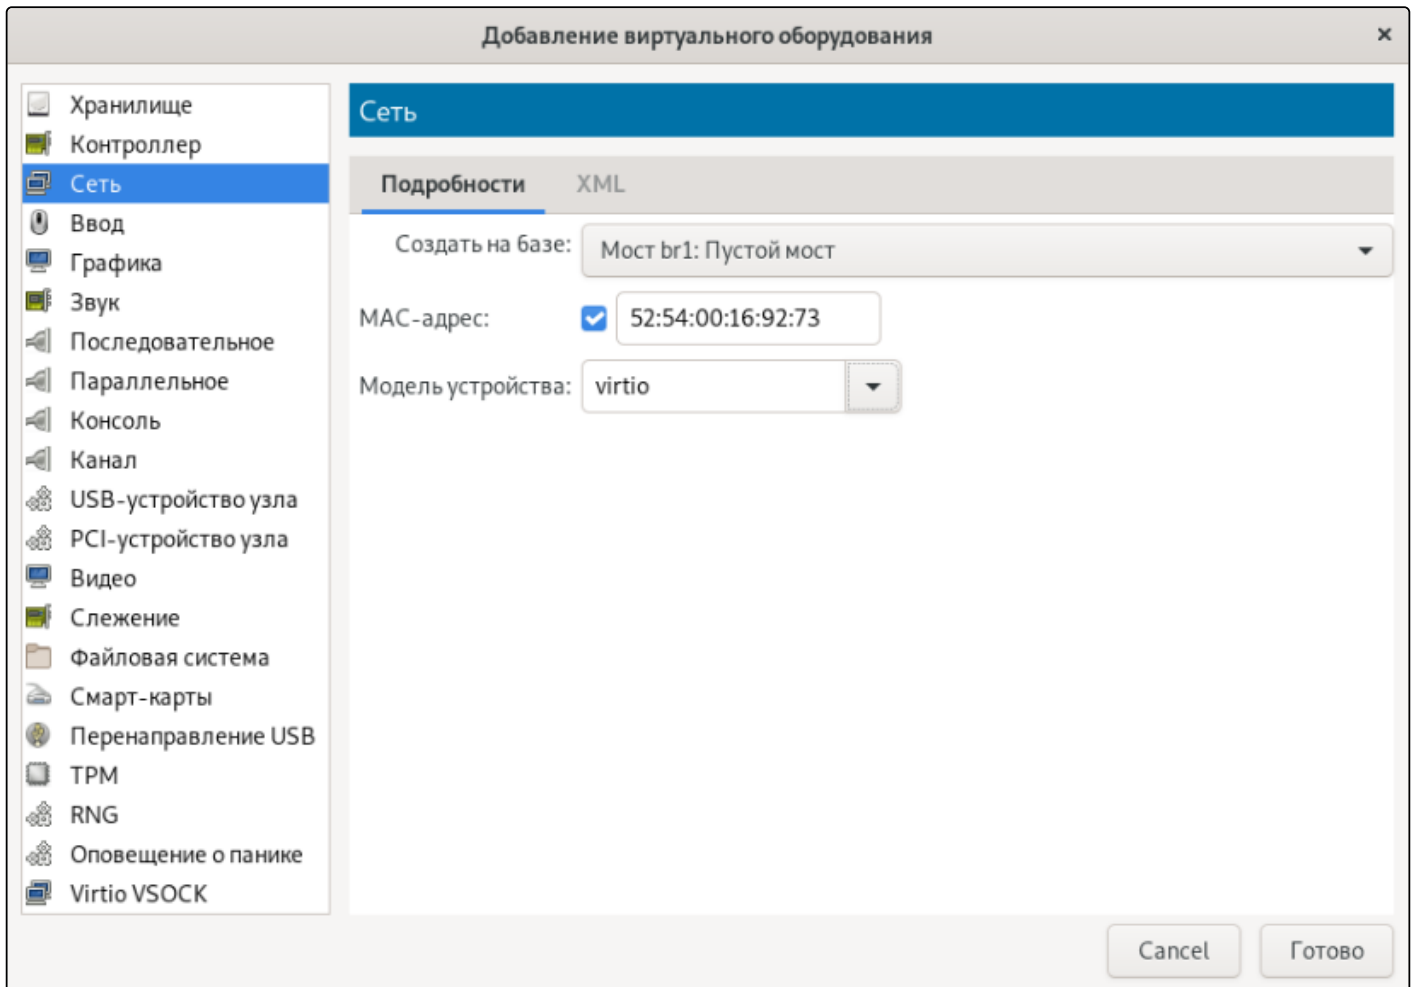 Добавление виртуального оборудования
Хранилище
Контроллер
Сеть
Ввод
Графика
Звук
Последовательное
Параллельное
Консоль
Канал
USB-устройство узла
PCI-устройство узла
Видео
Слежение
Файловая система
Смарт-карты
Перенаправление USB
TPM
RNG
Оповещение о панике
Virtio VSOCK
Сеть
Подробности XML
Создать на базе: Мост br1: Пустой мост
MAC-адрес: 52:54:00:16:92:73
Модель устройства: virtio
Cancel Готово